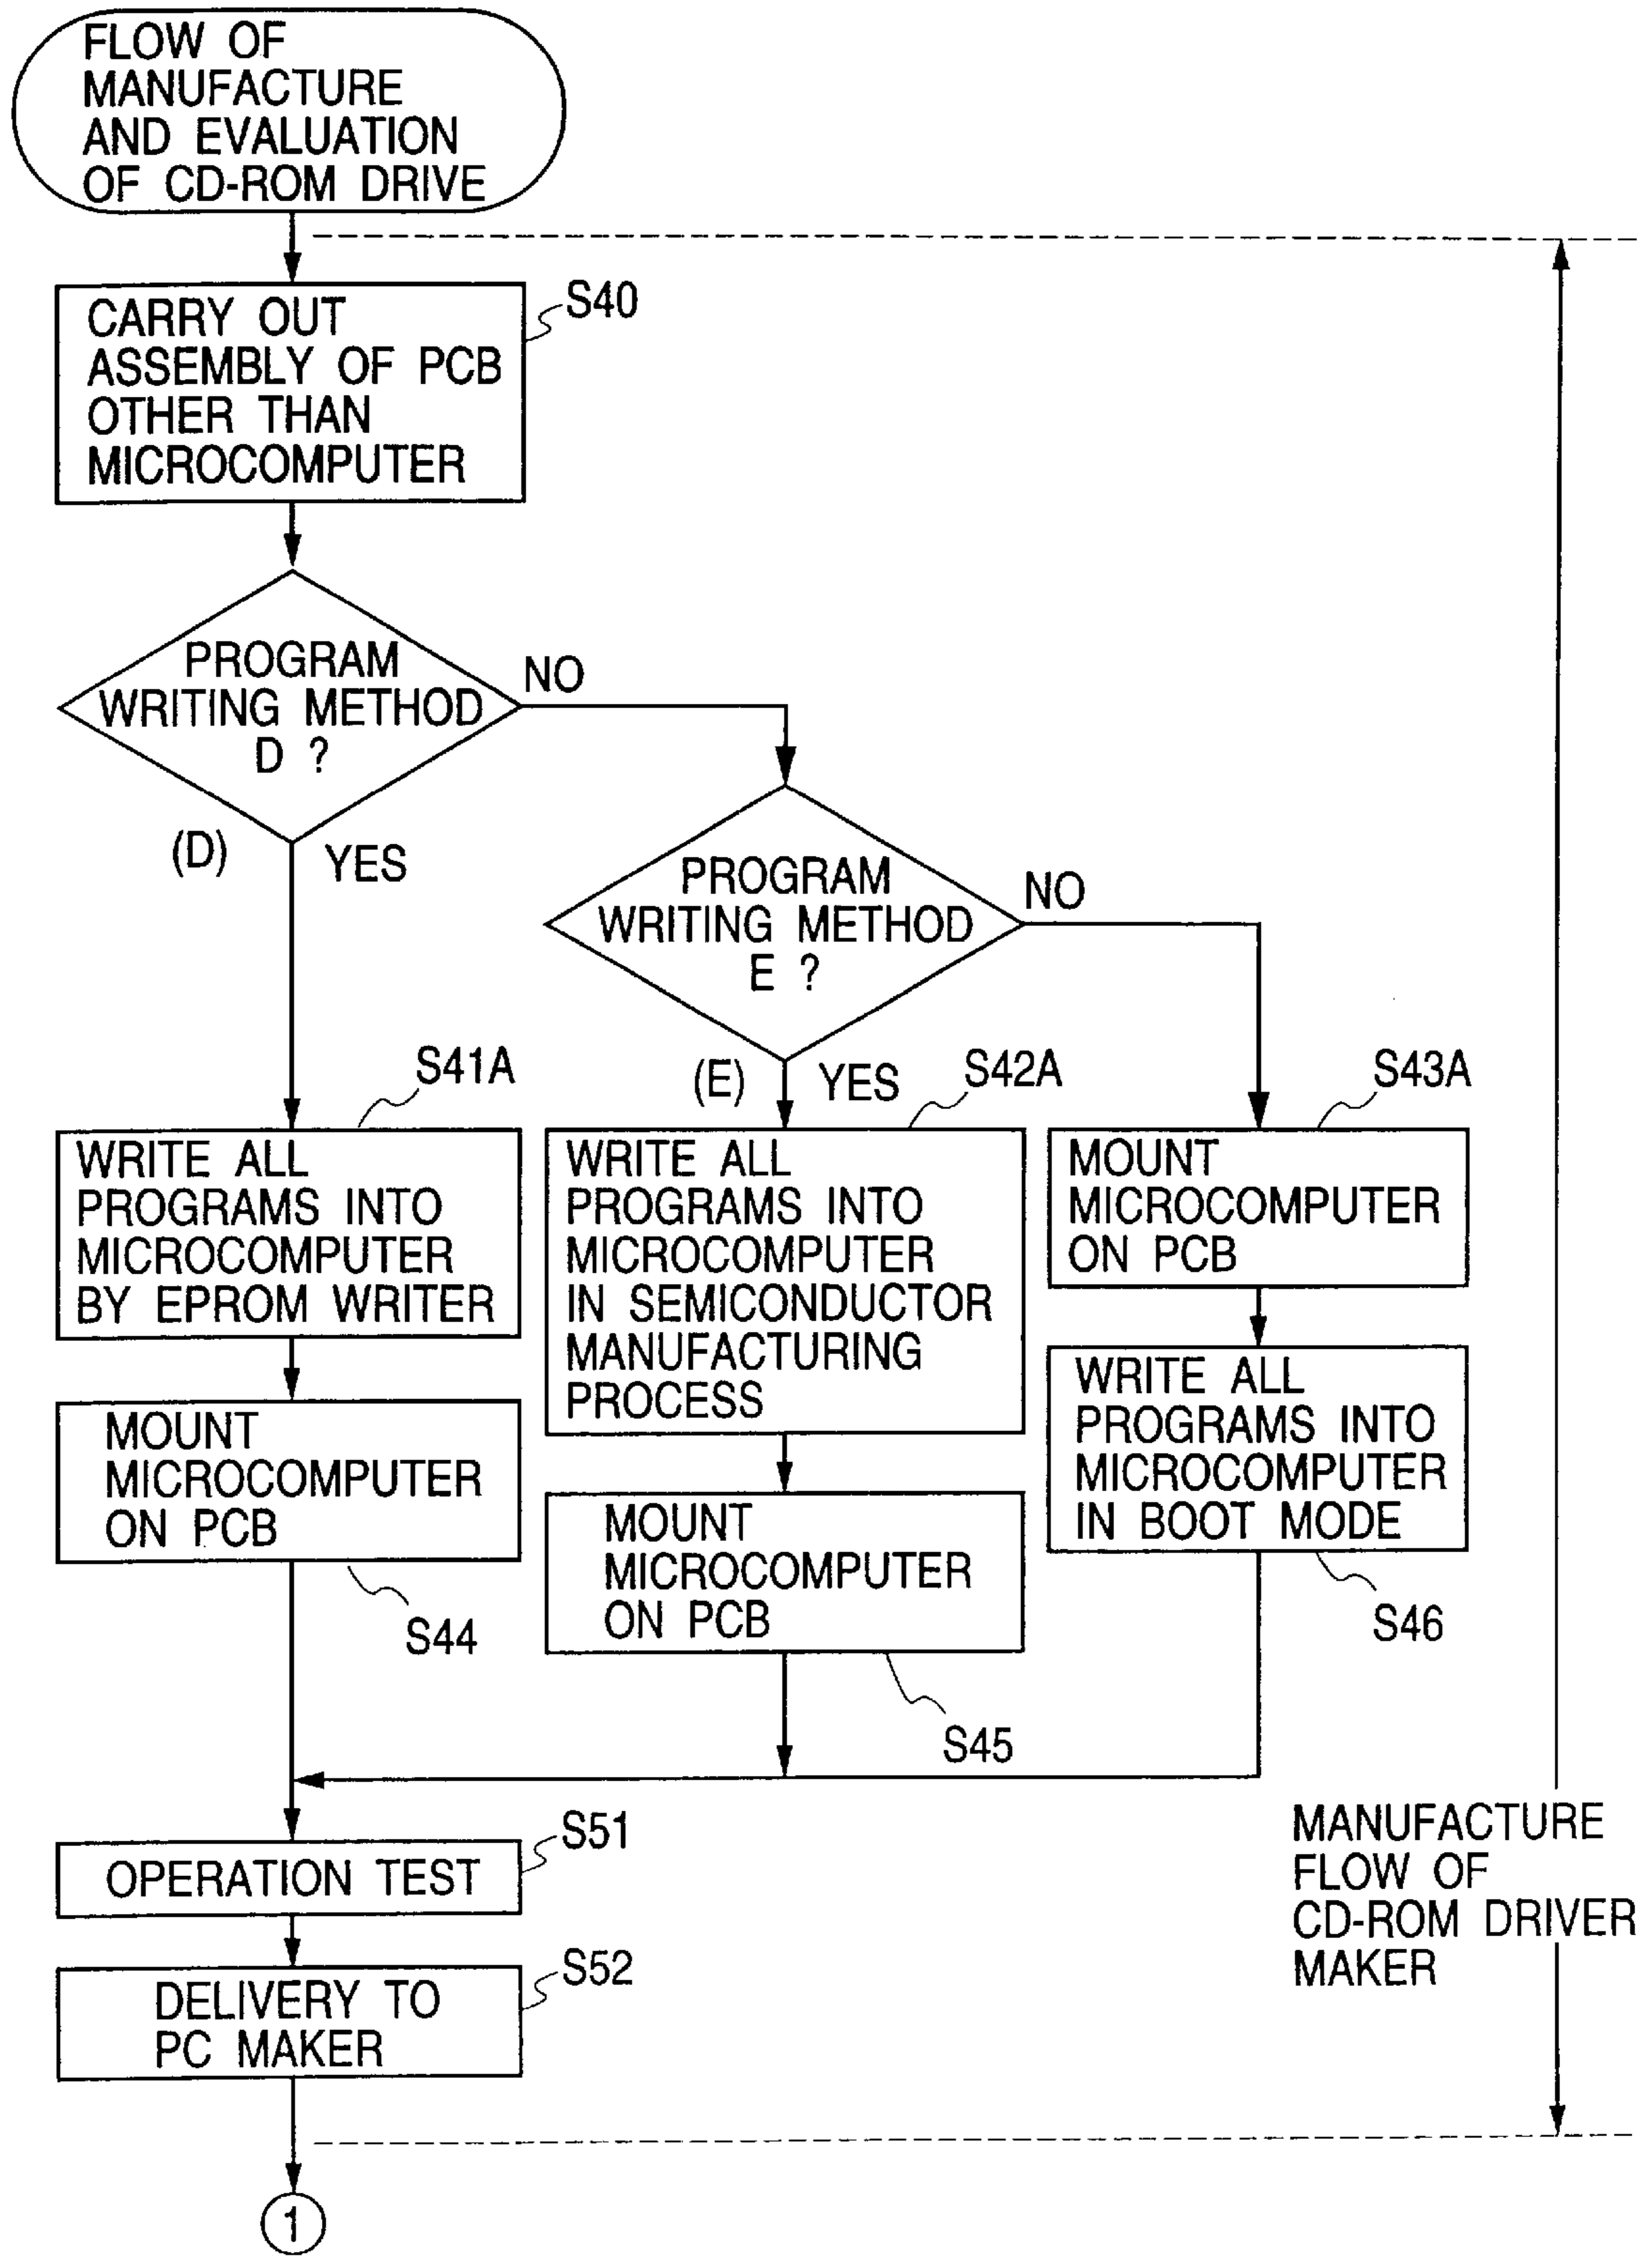 FLOW OF
MANUFACTURE
AND EVALUATION
OF CD-ROM DRIVE
S40
CARRY OUT
ASSEMBLY OF PCB
OTHER THAN
MICROCOMPUTER
PROGRAM
WRITING METHOD
D ?
NO
(D)
YES
PROGRAM
WRITING METHOD
E ?
NO
(E)
YES
S41A
WRITE ALL
PROGRAMS INTO
MICROCOMPUTER
BY EPROM WRITER
MOUNT
MICROCOMPUTER
ON PCB
S44
S42A
WRITE ALL
PROGRAMS INTO
MICROCOMPUTER
IN SEMICONDUCTOR
MANUFACTURING
PROCESS
MOUNT
MICROCOMPUTER
ON PCB
S45
S43A
MOUNT
MICROCOMPUTER
ON PCB
WRITE ALL
PROGRAMS INTO
MICROCOMPUTER
IN BOOT MODE
S46
S51
OPERATION TEST
S52
DELIVERY TO
PC MAKER
1
MANUFACTURE
FLOW OF
CD-ROM DRIVER
MAKER